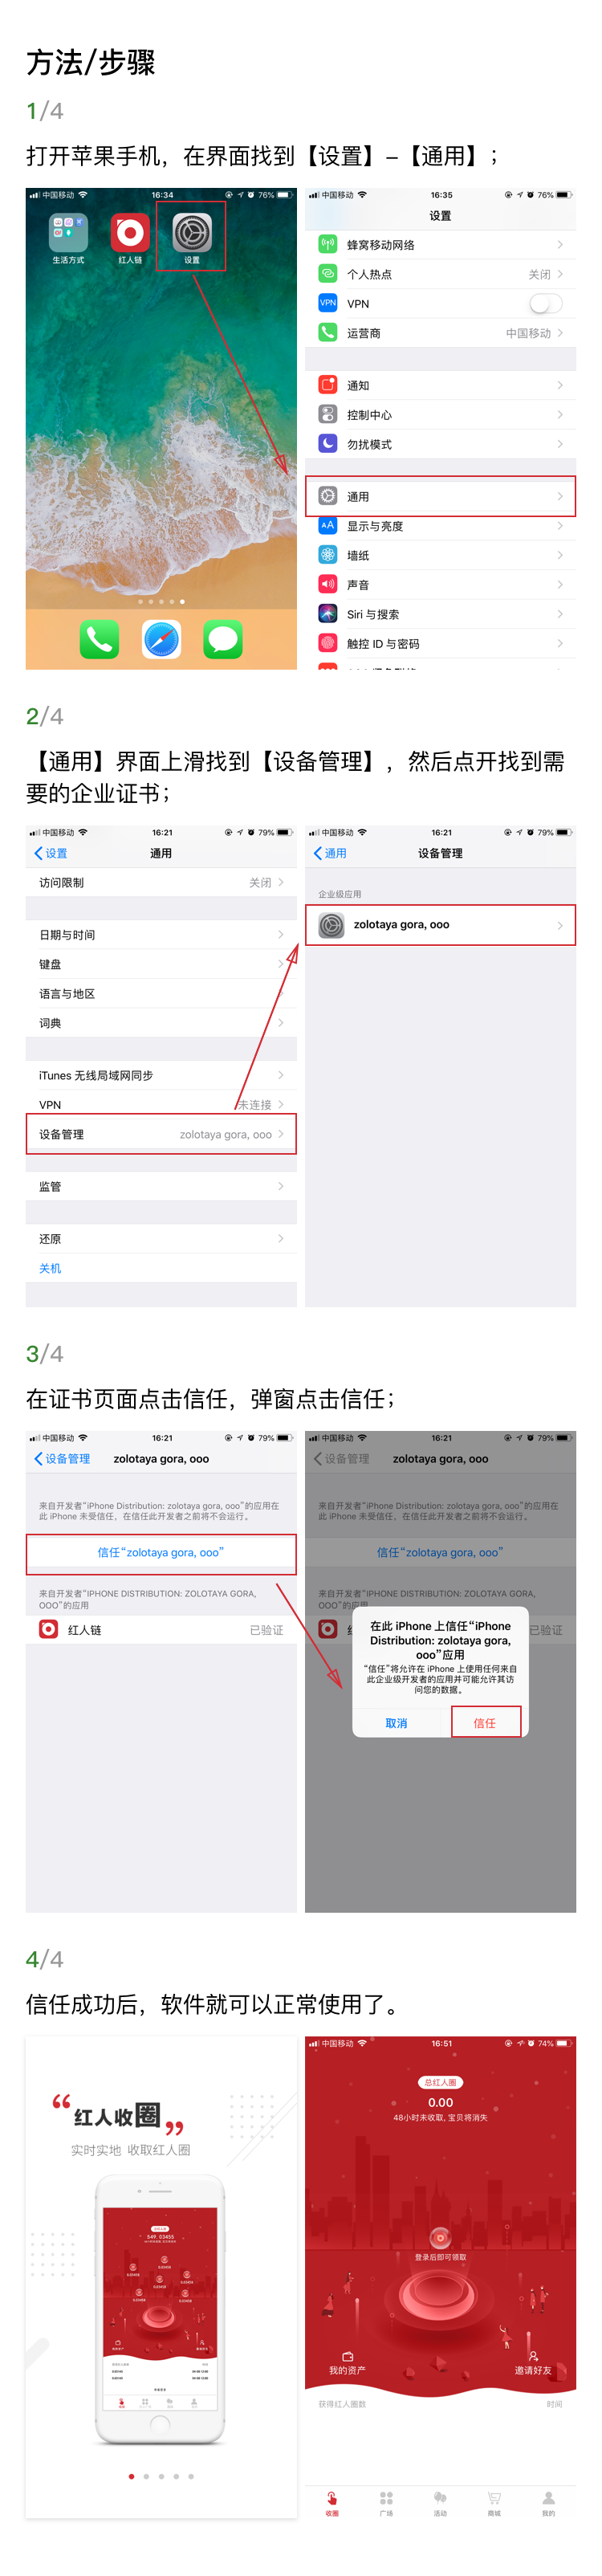 方法/步骤
1/4
打开苹果手机，在界面找到【设置】–【通用】；
中国移动 16:34 76%
生活方式 红人链 设置
中国移动 16:35 76%
设置
蜂窝移动网络
个人热点 关闭
VPN VPN
运营商 中国移动
通知
控制中心
勿扰模式
通用
AA 显示与亮度
墙纸
声音
Siri 与搜索
触控 ID 与密码
2/4
【通用】界面上滑找到【设备管理】，然后点开找到需
要的企业证书；
中国移动 16:21 79%
设置 通用
访问限制 关闭
日期与时间
键盘
语言与地区
词典
iTunes 无线局域网同步
VPN 未连接
设备管理 zolotaya gora, ooo
监管
还原
关机
中国移动 16:21 79%
通用 设备管理
企业级应用
zolotaya gora, ooo
3/4
在证书页面点击信任，弹窗点击信任；
中国移动 16:21 79%
设备管理 zolotaya gora, ooo
来自开发者“iPhone Distribution: zolotaya gora, ooo”的应用在
此 iPhone 未受信任，在信任此开发者之前将不会运行。
信任“zolotaya gora, ooo”
来自开发者“IPHONE DISTRIBUTION: ZOLOTAYA GORA,
OOO”的应用
红人链 已验证
中国移动 16:21 79%
设备管理 zolotaya gora, ooo
来自开发者“iPhone Distribution: zolotaya gora, ooo”的应用在
此 iPhone 未受信任，在信任此开发者之前将不会运行。
信任“zolotaya gora, ooo”
来自开发者“IPHONE DISTRIBUTION: ZOLOTAYA GORA,
OOO”的应用
已验证
在此 iPhone 上信任“iPhone
Distribution: zolotaya gora,
ooo”应用
“信任”将允许在 iPhone 上使用任何来自
此企业级开发者的应用并可能允许其访
问您的数据。
取消 信任
4/4
信任成功后，软件就可以正常使用了。
“红人收圈”
实时实地 收取红人圈
中国移动 16:51 74%
总红人圈
0.00
48小时未收取, 宝贝将消失
登录后即可领取
我的资产 邀请好友
获得红人圈数 时间
收圈 广场 活动 商城 我的